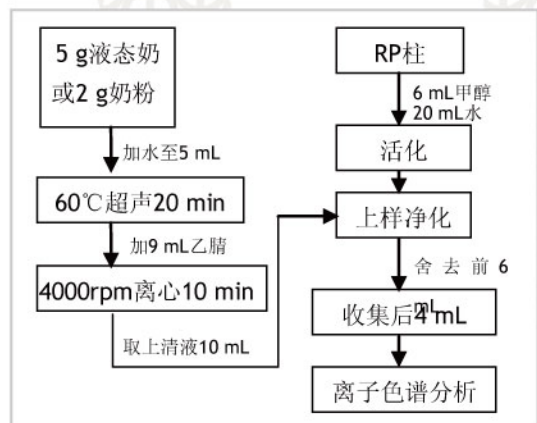 5 g液态奶
或2 g奶粉
加水至5 mL
60℃超声20 min
加9 mL乙腈
4000rpm离心10 min
取上清液10 mL
RP柱
6 mL甲醇
20 mL水
活化
上样净化
舍去前6
mL
收集后4 mL
离子色谱分析